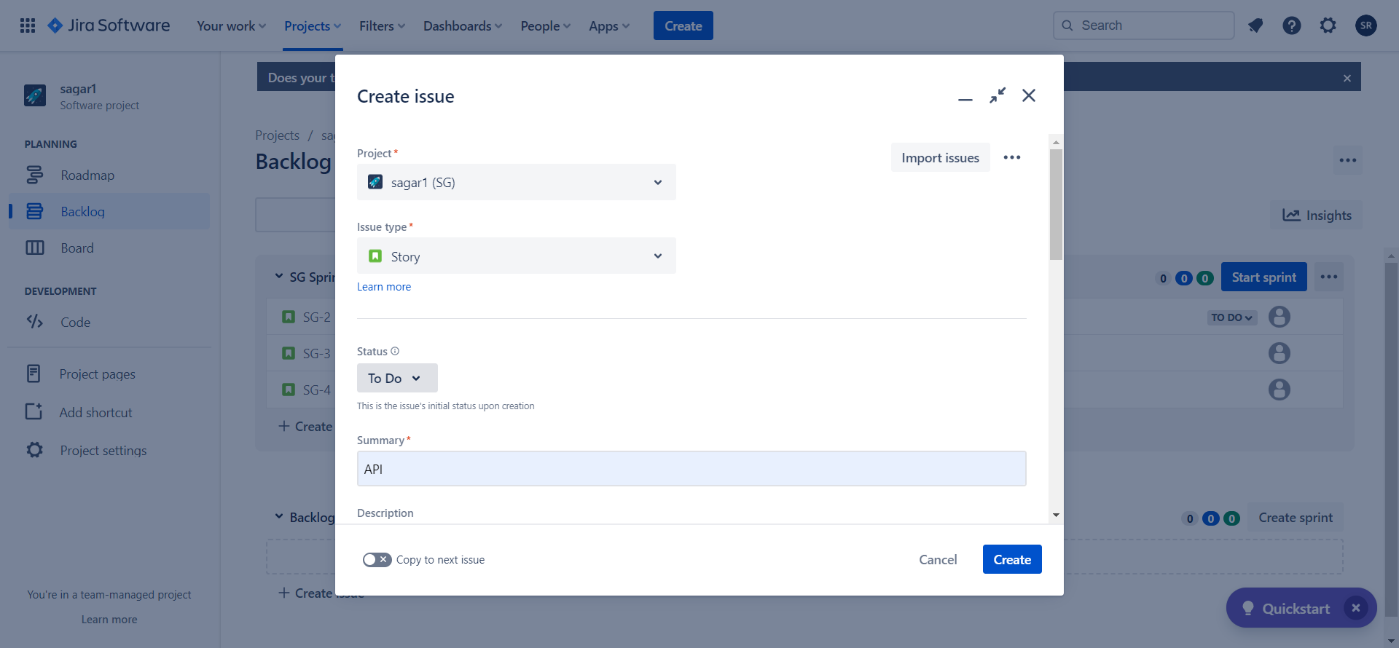 Jira Software
Your work
Projects
Filters
Dashboards
People
Apps
Create
Search
SR
sagar1
Software project
PLANNING
Roadmap
Backlog
Board
DEVELOPMENT
Code
Project pages
Add shortcut
Project settings
You're in a team-managed project
Learn more
Does your t
Projects / sa
Backlog
Insights
SG Sprin
0 0 0 Start sprint
SG-2
TO DO
SG-3
SG-4
+ Create
Backlog
0 0 0 Create sprint
+ Create issue
Quickstart
Create issue
Import issues
Project*
sagar1 (SG)
Issue type*
Story
Learn more
Status
To Do
This is the issue's initial status upon creation
Summary*
API
Description
Copy to next issue
Cancel
Create